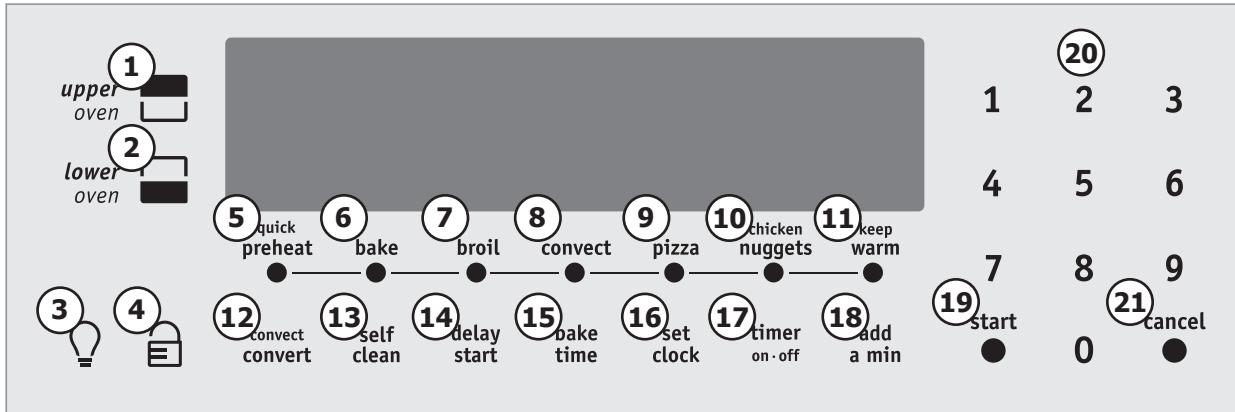 1
upper
oven
2
lower
oven
3
4
5
quick
preheat
6
bake
7
broil
8
convect
9
pizza
10
chicken
nuggets
11
keep
warm
12
convect
convert
13
self
clean
14
delay
start
15
bake
time
16
set
clock
17
timer
on·off
18
add
a min
20
1 2 3
4 5 6
7 8 9
19
start
0
21
cancel